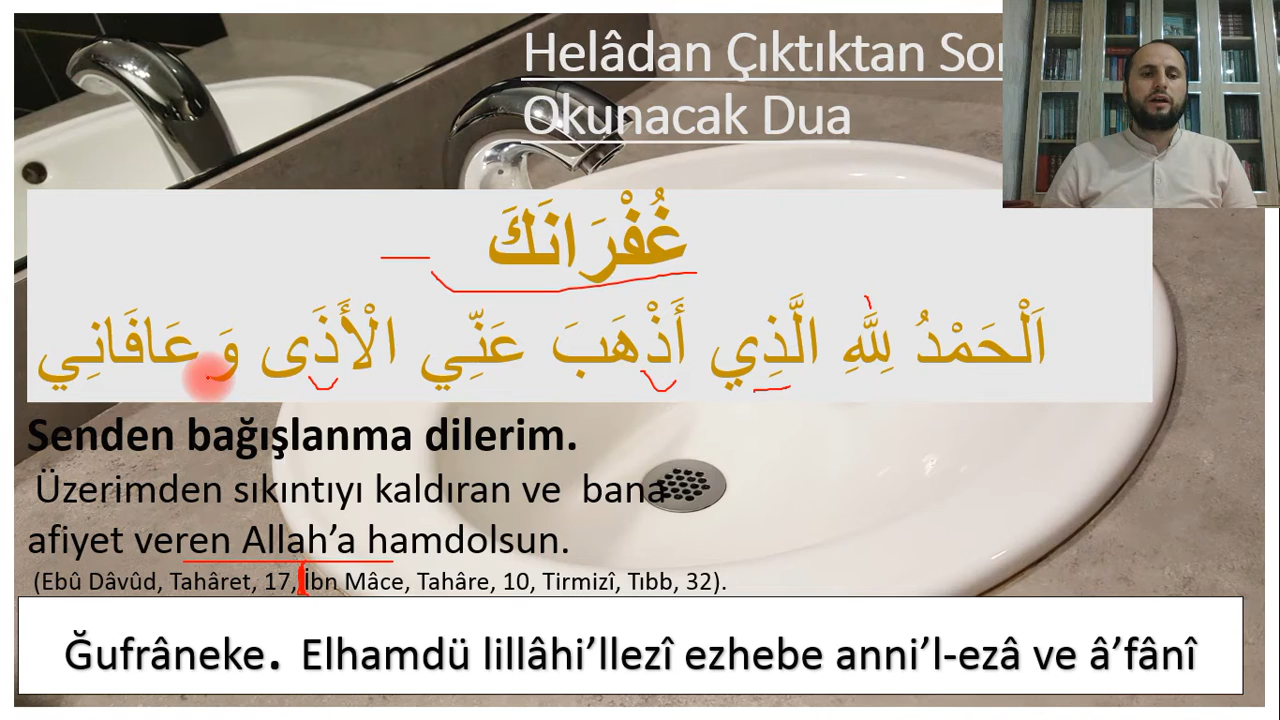 Helâdan Çıktıktan
Okunacak Dua
غُفْرَانَكَ
اَلْحَمْدُ لِلّٰهِ الَّذِي أَذْهَبَ عَنِّي الْأَذَى وَ عَافَانِي
Senden bağışlanma dilerim.
Üzerimden sıkıntıyı kaldıran ve bana
afiyet veren Allah’a hamdolsun.
(Ebû Dâvûd, Tahâret, 17, İbn Mâce, Tahâre, 10, Tirmizî, Tıbb, 32).
Ğufrâneke. Elhamdü lillâhi’llezî ezhebe anni’l-ezâ ve â’fânî